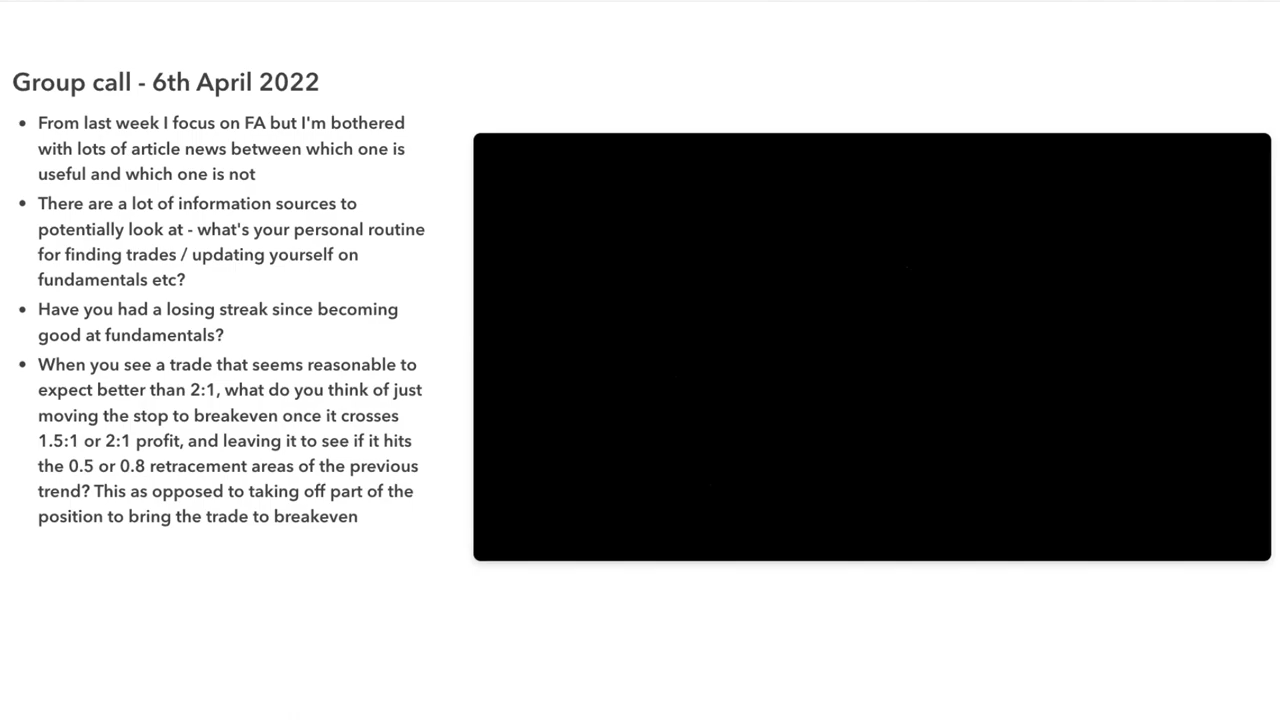 Group call - 6th April 2022
• From last week I focus on FA but I'm bothered
with lots of article news between which one is
useful and which one is not
• There are a lot of information sources to
potentially look at - what's your personal routine
for finding trades / updating yourself on
fundamentals etc?
• Have you had a losing streak since becoming
good at fundamentals?
• When you see a trade that seems reasonable to
expect better than 2:1, what do you think of just
moving the stop to breakeven once it crosses
1.5:1 or 2:1 profit, and leaving it to see if it hits
the 0.5 or 0.8 retracement areas of the previous
trend? This as opposed to taking off part of the
position to bring the trade to breakeven